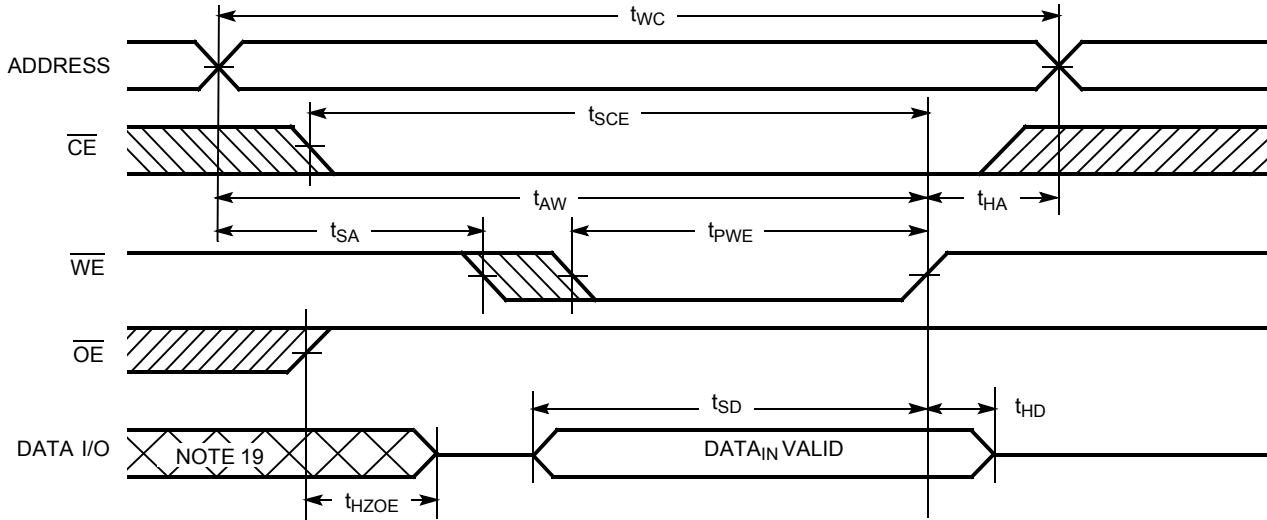 tWC
ADDRESS
tSCE
CE
tAW
tHA
tSA
tPWE
WE
OE
tSD
tHD
DATA I/O
NOTE 19
DATAIN VALID
tHZOE